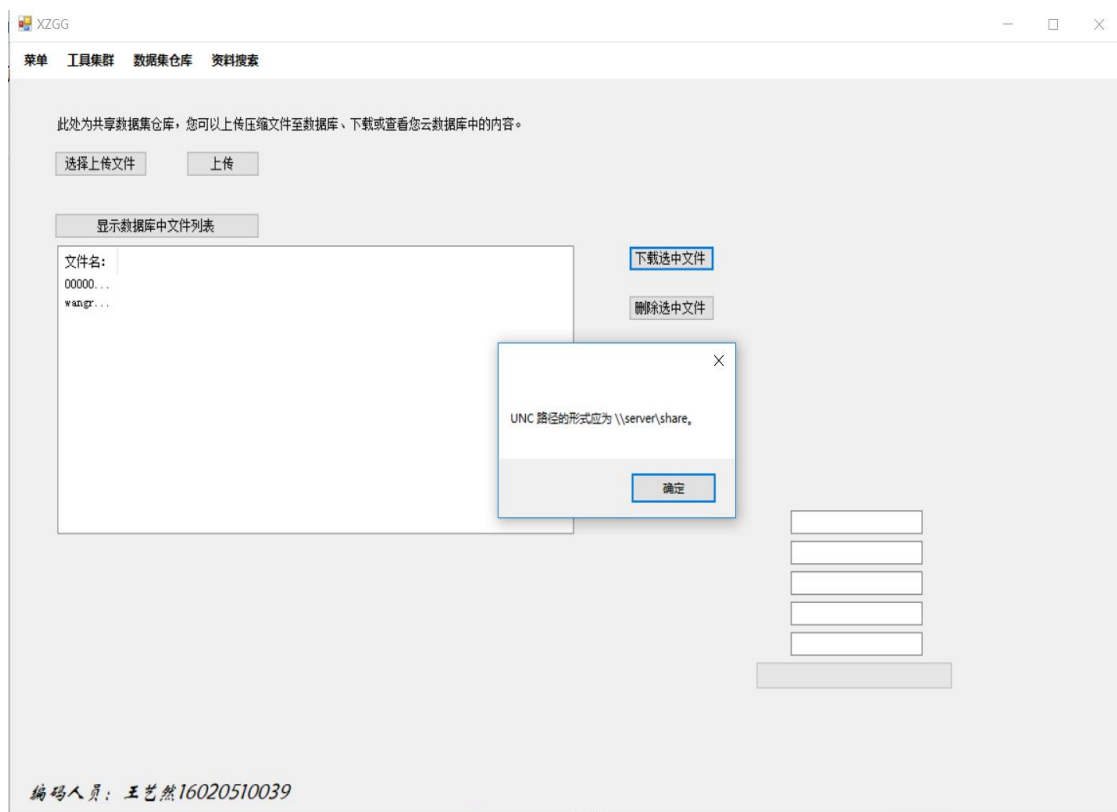 XZGG
菜单 工具集群 数据集仓库 资料搜索
此处为共享数据集仓库，您可以上传压缩文件至数据库、下载或查看您云数据库中的内容。
选择上传文件 上传
显示数据库中文件列表
文件名:
00000...
wangr...
下载选中文件
删除选中文件
UNC 路径的形式应为 \\server\share。
确定
编码人员：王艺然16020510039